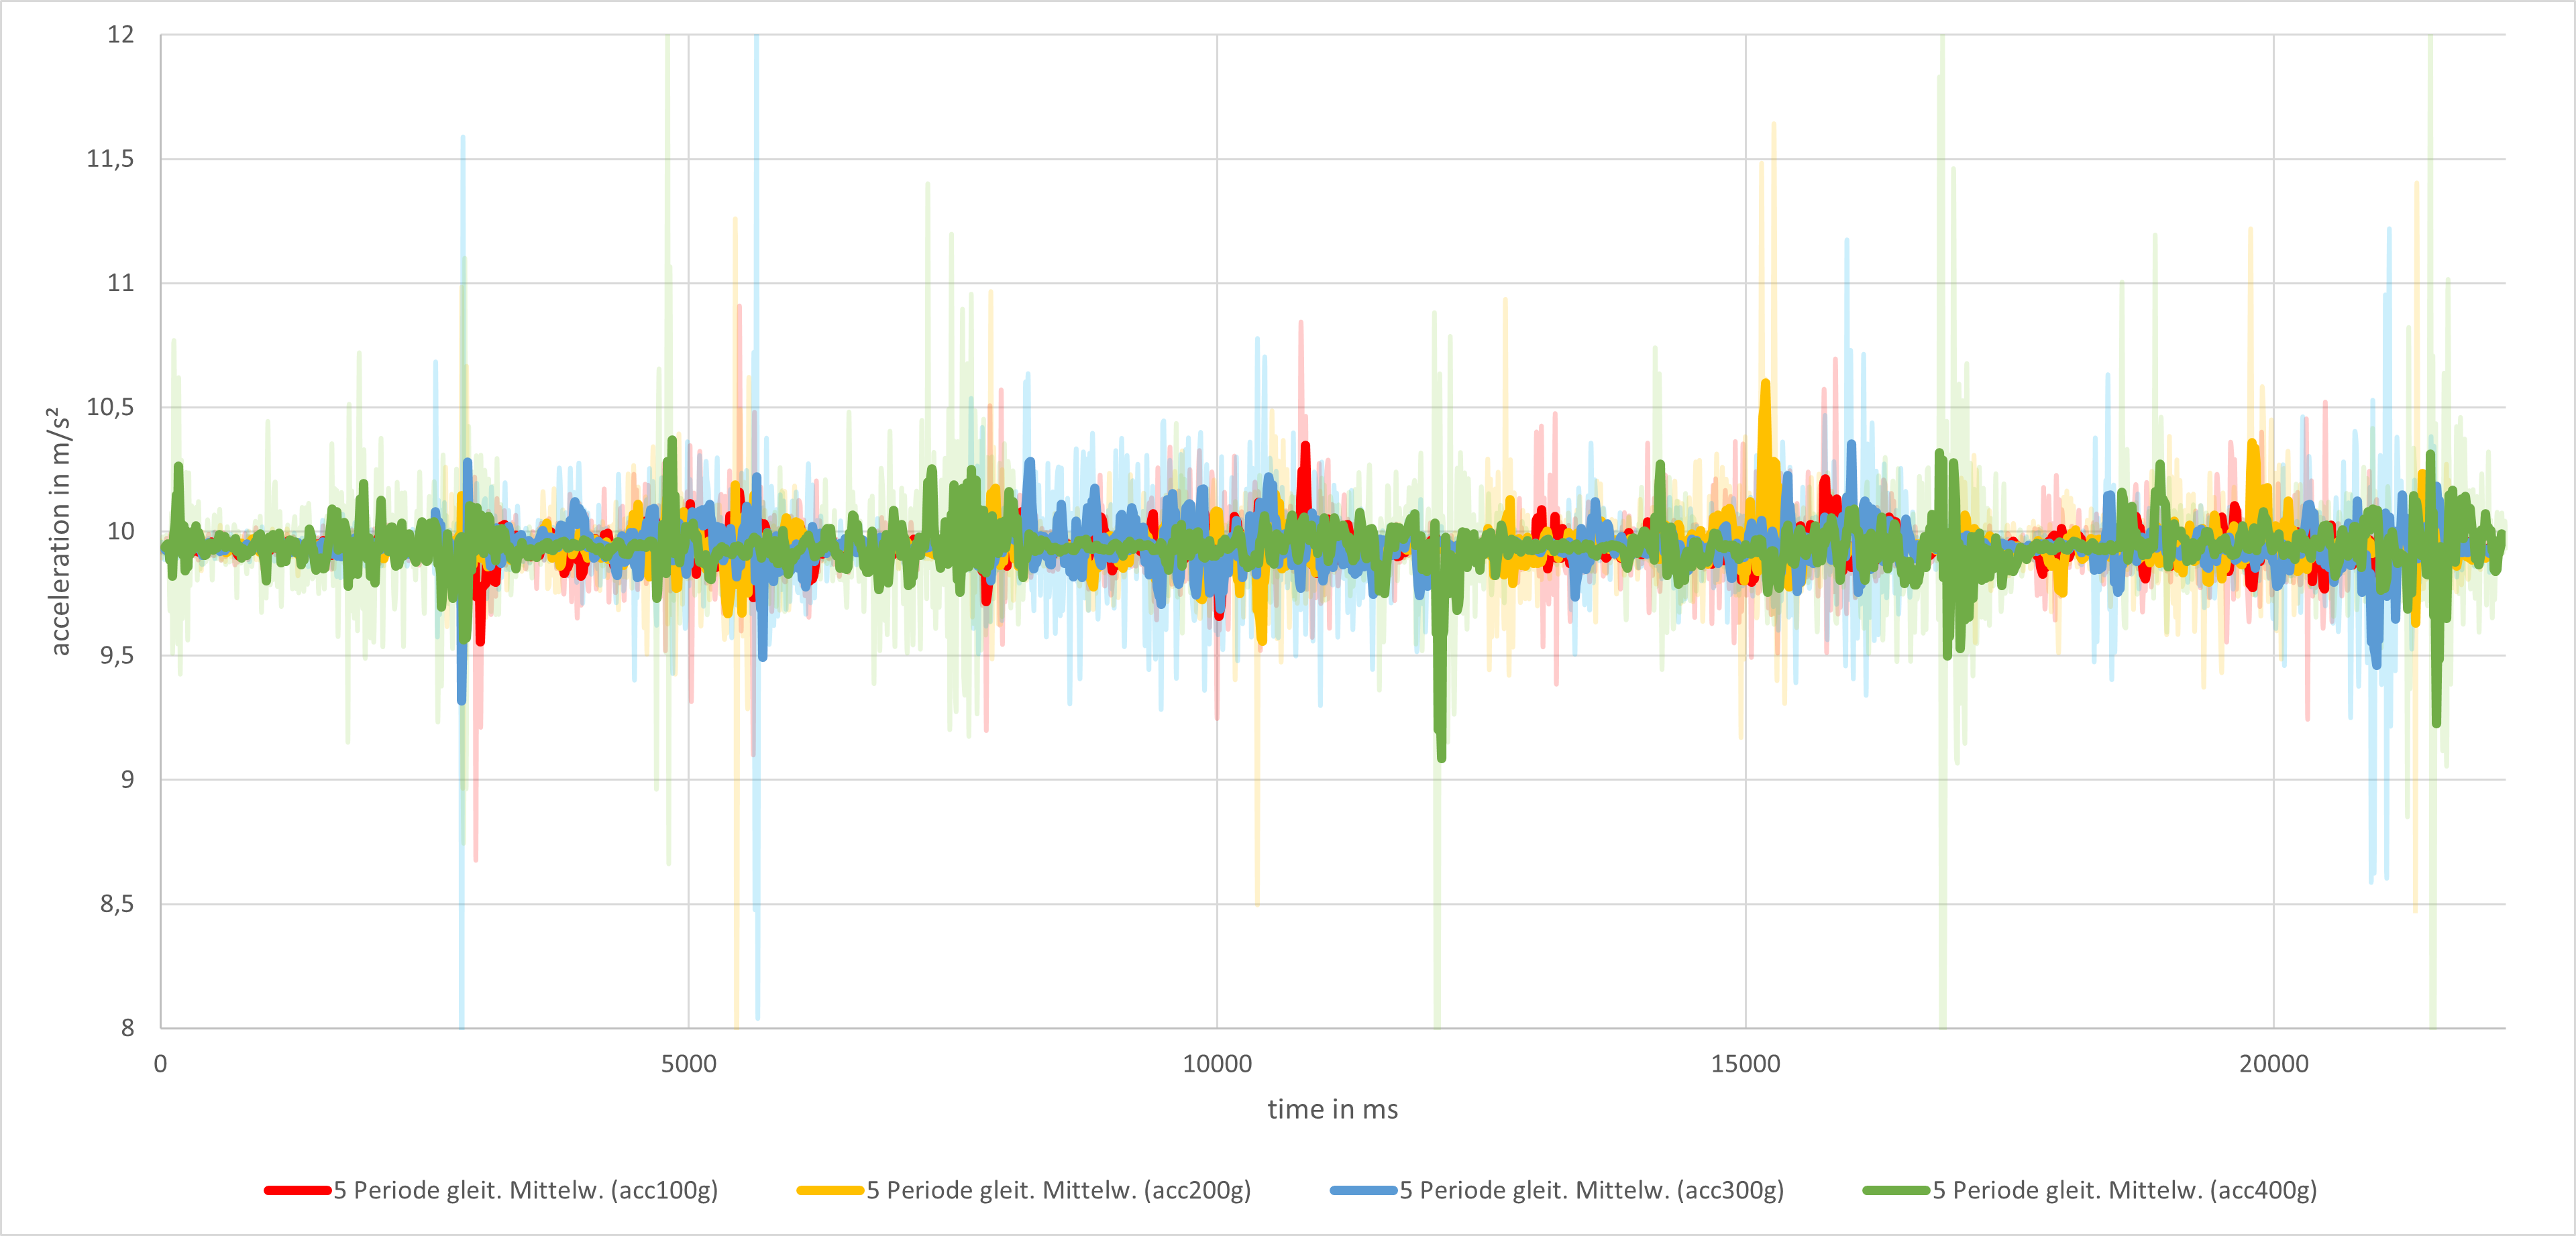 12
11,5
11
10,5
10
9,5
9
8,5
8
acceleration in m/s²
0 5000 10000 15000 20000
time in ms
5 Periode gleit. Mittelw. (acc100g) 5 Periode gleit. Mittelw. (acc200g) 5 Periode gleit. Mittelw. (acc300g) 5 Periode gleit. Mittelw. (acc400g)